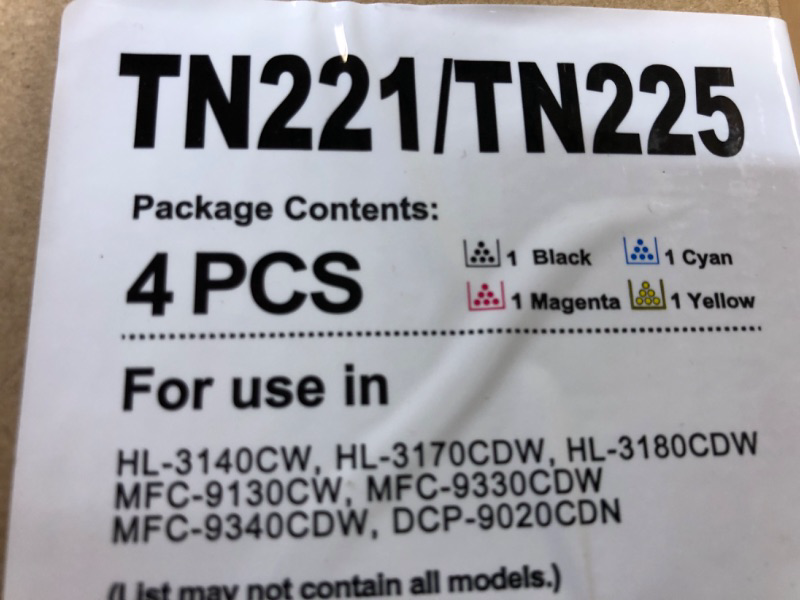 TN221/TN225
Package Contents:
4 PCS
1 Black
1 Cyan
1 Magenta
1 Yellow
For use in
HL-3140CW, HL-3170CDW, HL-3180CDW
MFC-9130CW, MFC-9330CDW
MFC-9340CDW, DCP-9020CDN
(List may not contain all models.)